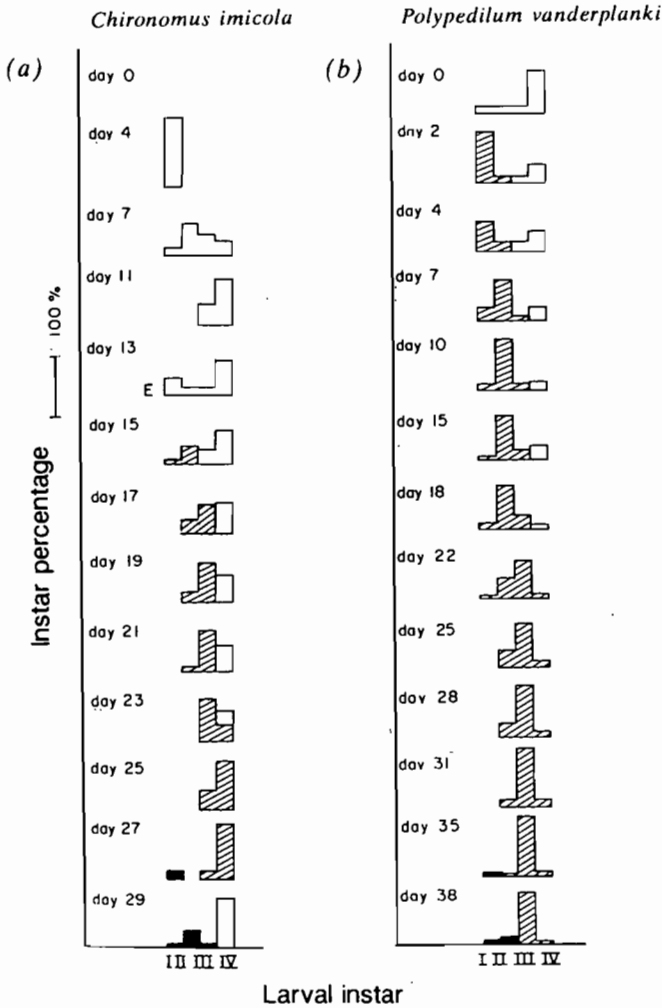 Chironomus imicola
Polypedilum vanderplanki
(a)
day 0
day 4
day 7
day 11
day 13
E
day 15
day 17
day 19
day 21
day 23
day 25
day 27
day 29
I II III IV
100 %
Instar percentage
(b)
day 0
day 2
day 4
day 7
day 10
day 15
day 18
day 22
day 25
day 28
day 31
day 35
day 38
I II III IV
Larval instar